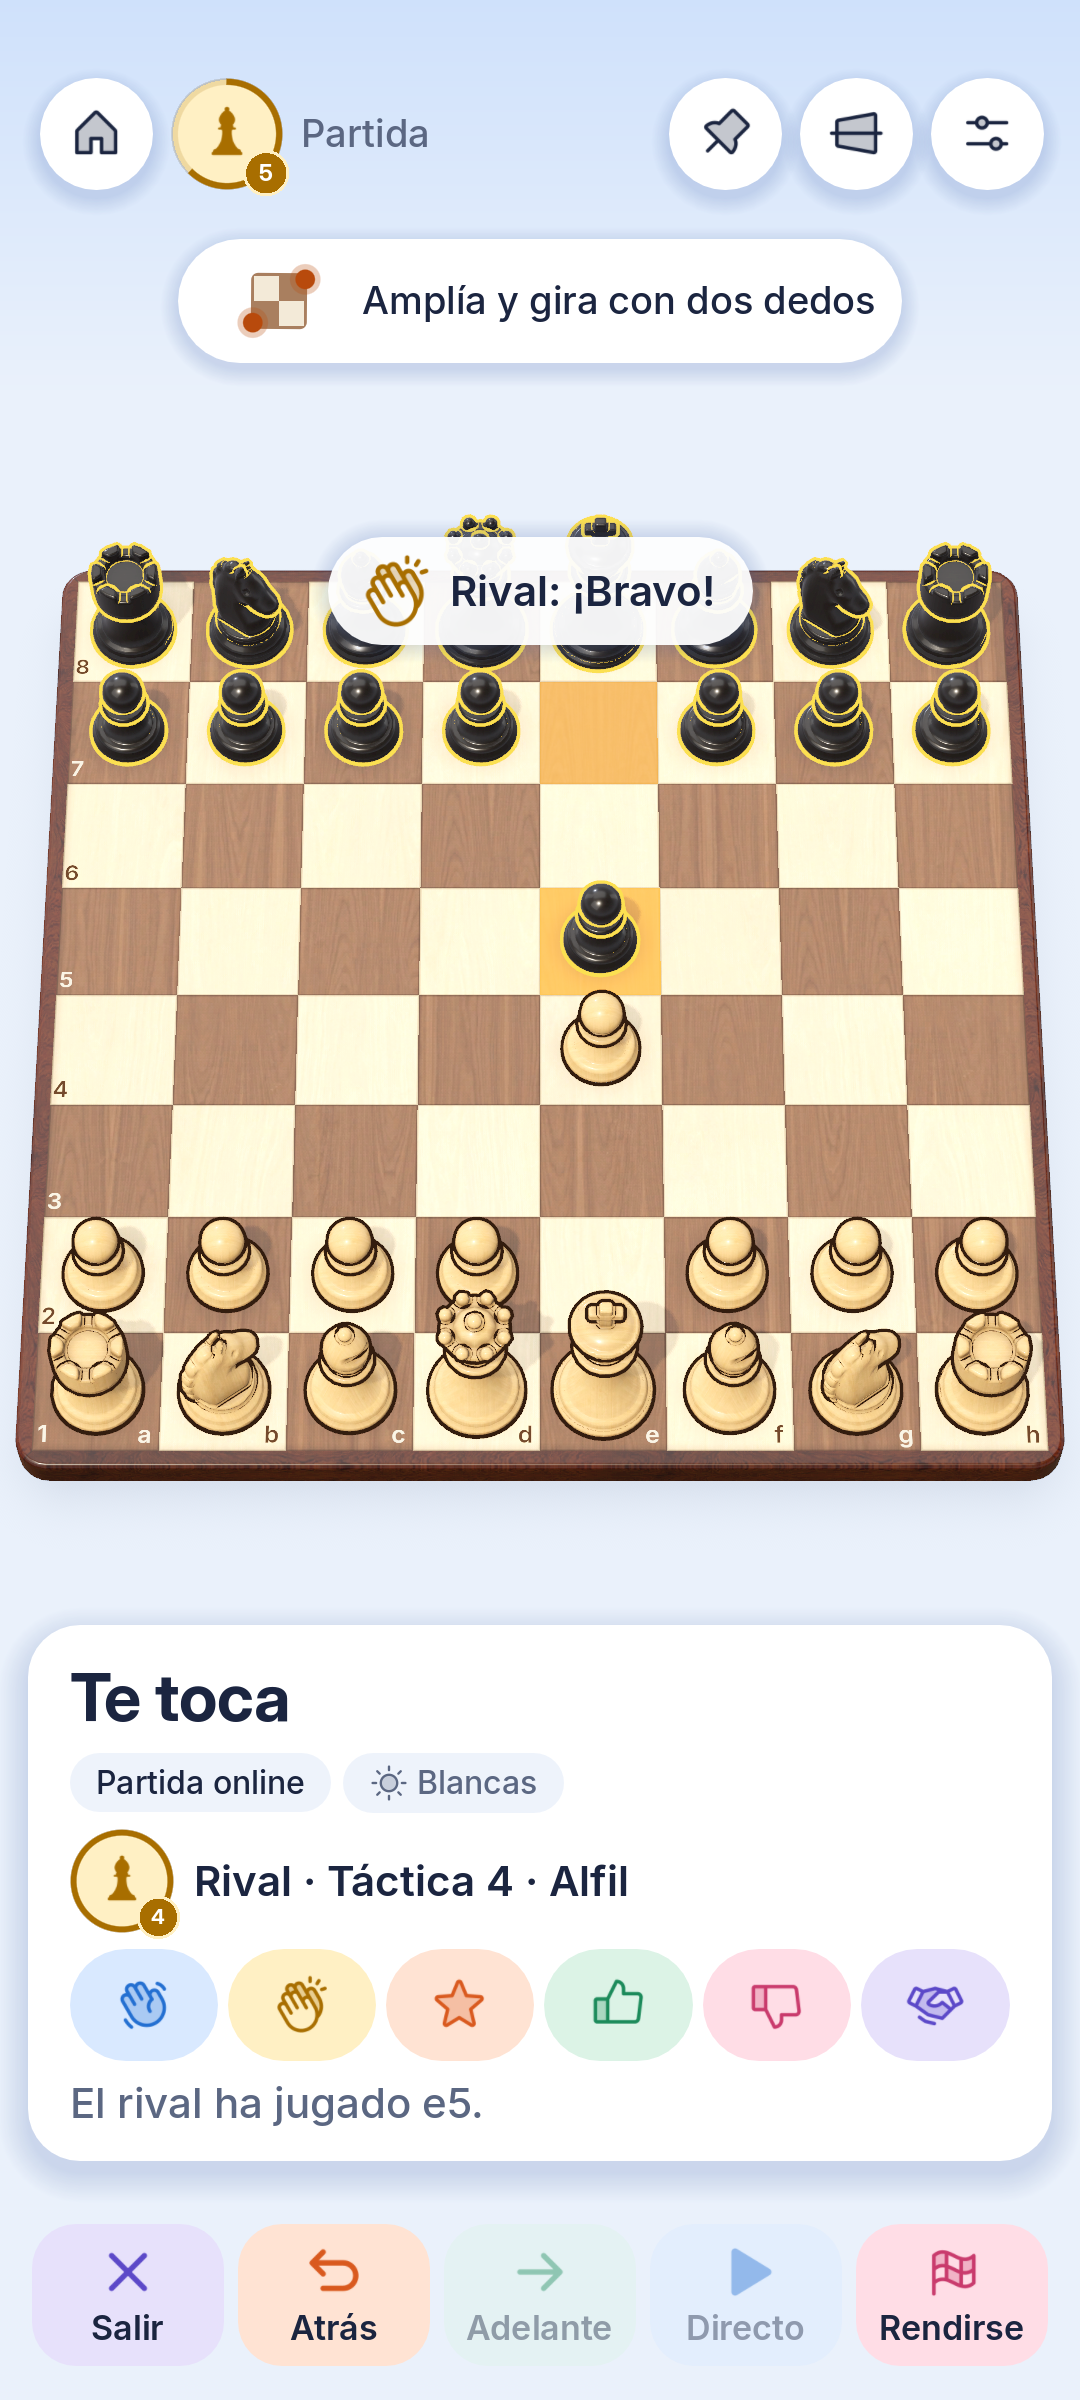 Partida
5
Amplía y gira con dos dedos
Rival: ¡Bravo!
8
7
6
5
4
3
2
1 a b c d e f g h
Te toca
Partida online
Blancas
Rival · Táctica 4 · Alfil
4
El rival ha jugado e5.
Salir
Atrás
Adelante
Directo
Rendirse